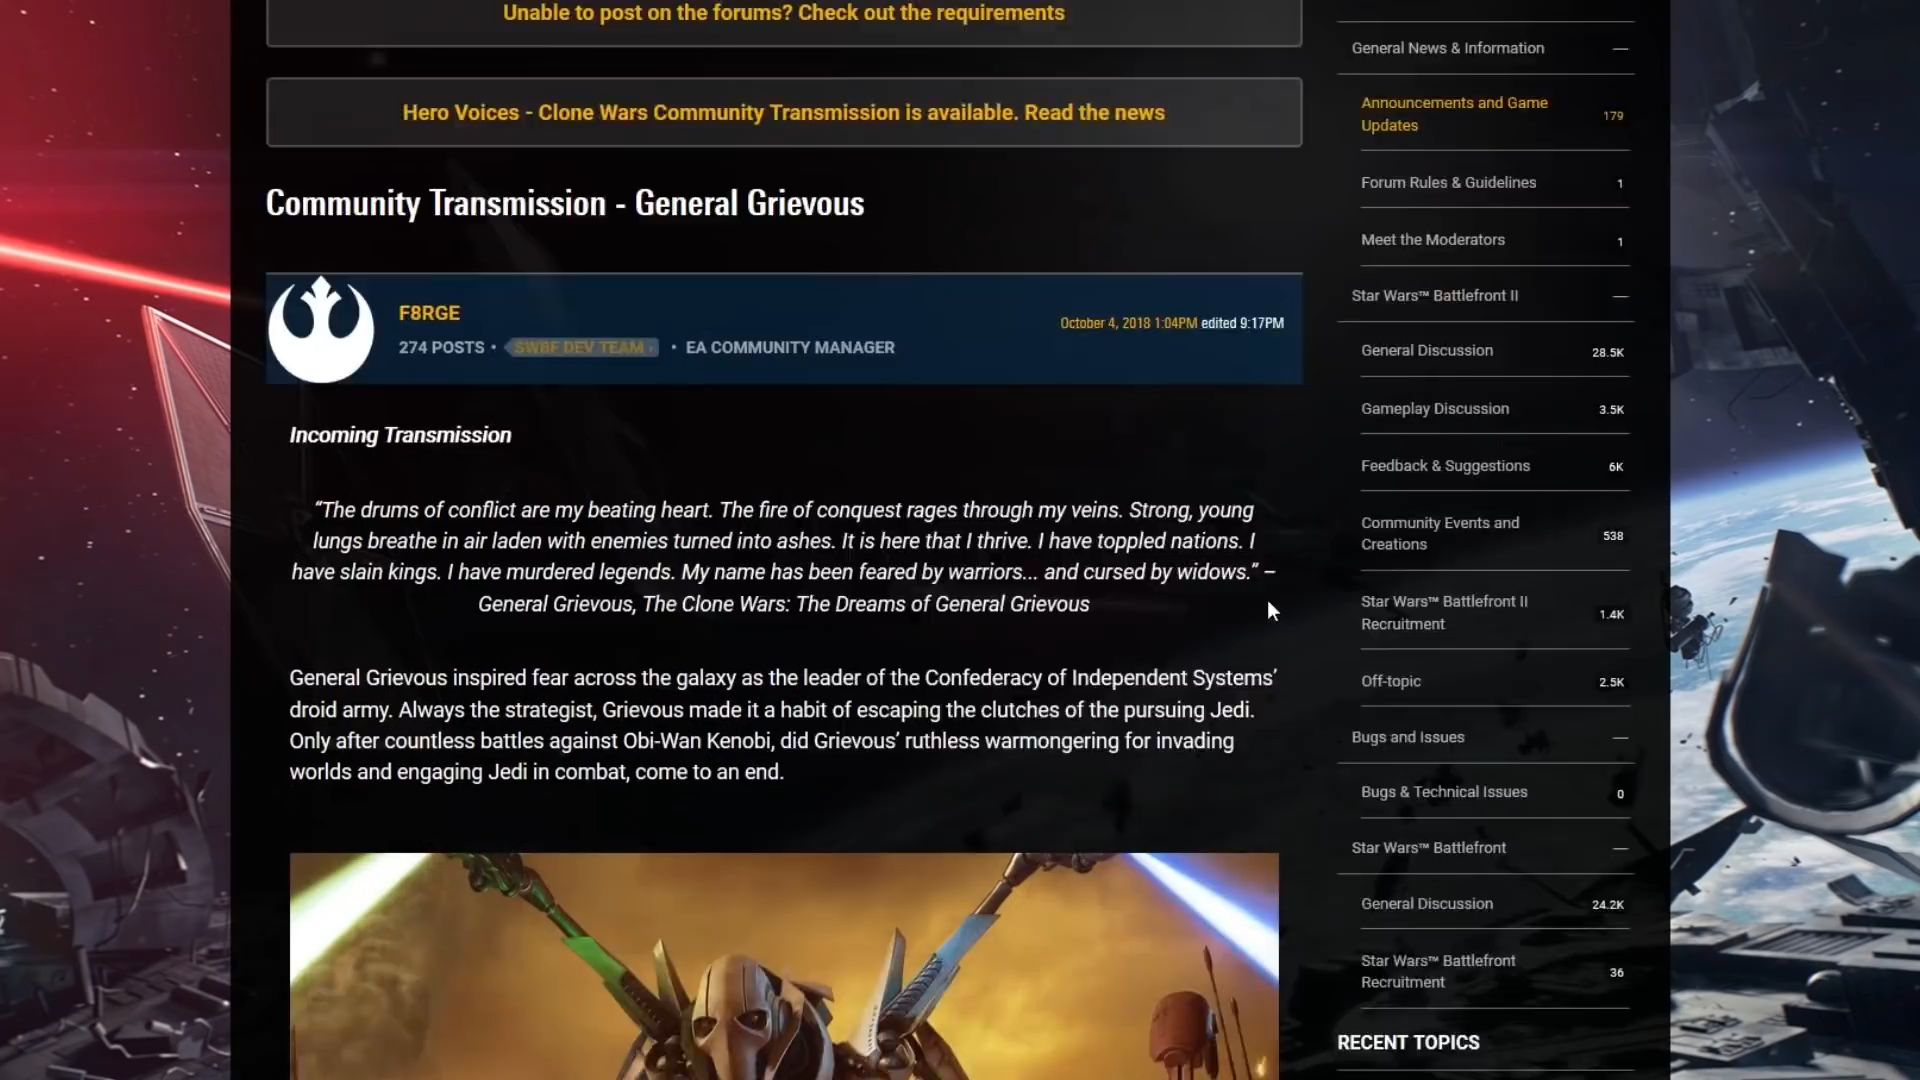 Unable to post on the forums? Check out the requirements
Hero Voices - Clone Wars Community Transmission is available. Read the news
Community Transmission - General Grievous
F8RGE
274 POSTS • SWBF DEV TEAM • EA COMMUNITY MANAGER
October 4, 2018 1:04PM edited 9:17PM
Incoming Transmission
“The drums of conflict are my beating heart. The fire of conquest rages through my veins. Strong, young
lungs breathe in air laden with enemies turned into ashes. It is here that I thrive. I have toppled nations. I
have slain kings. I have murdered legends. My name has been feared by warriors... and cursed by widows.” –
General Grievous, The Clone Wars: The Dreams of General Grievous
General Grievous inspired fear across the galaxy as the leader of the Confederacy of Independent Systems’
droid army. Always the strategist, Grievous made it a habit of escaping the clutches of the pursuing Jedi.
Only after countless battles against Obi-Wan Kenobi, did Grievous’ ruthless warmongering for invading
worlds and engaging Jedi in combat, come to an end.
General News & Information —
Announcements and Game
Updates 179
Forum Rules & Guidelines 1
Meet the Moderators 1
Star Wars™ Battlefront II —
General Discussion 28.5K
Gameplay Discussion 3.5K
Feedback & Suggestions 6K
Community Events and
Creations 538
Star Wars™ Battlefront II
Recruitment 1.4K
Off-topic 2.5K
Bugs and Issues —
Bugs & Technical Issues 0
Star Wars™ Battlefront —
General Discussion 24.2K
Star Wars™ Battlefront
Recruitment 36
RECENT TOPICS